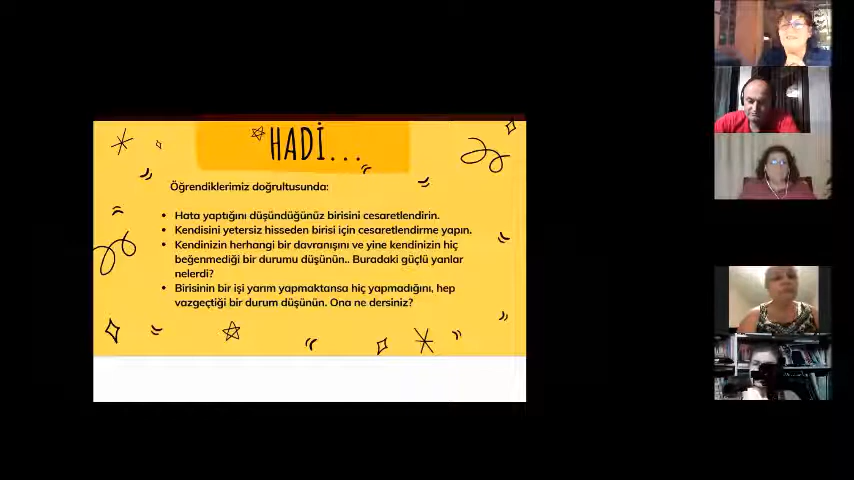 HADİ...
Öğrendiklerimiz doğrultusunda:
• Hata yaptığını düşündüğünüz birisini cesaretlendirin.
• Kendisini yetersiz hisseden birisi için cesaretlendirme yapın.
• Kendinizin herhangi bir davranışını ve yine kendinizin hiç
beğenmediği bir durumu düşünün.. Buradaki güçlü yanlar
nelerdi?
• Birisinin bir işi yarım yapmaktansa hiç yapmadığını, hep
vazgeçtiği bir durum düşünün. Ona ne dersiniz?